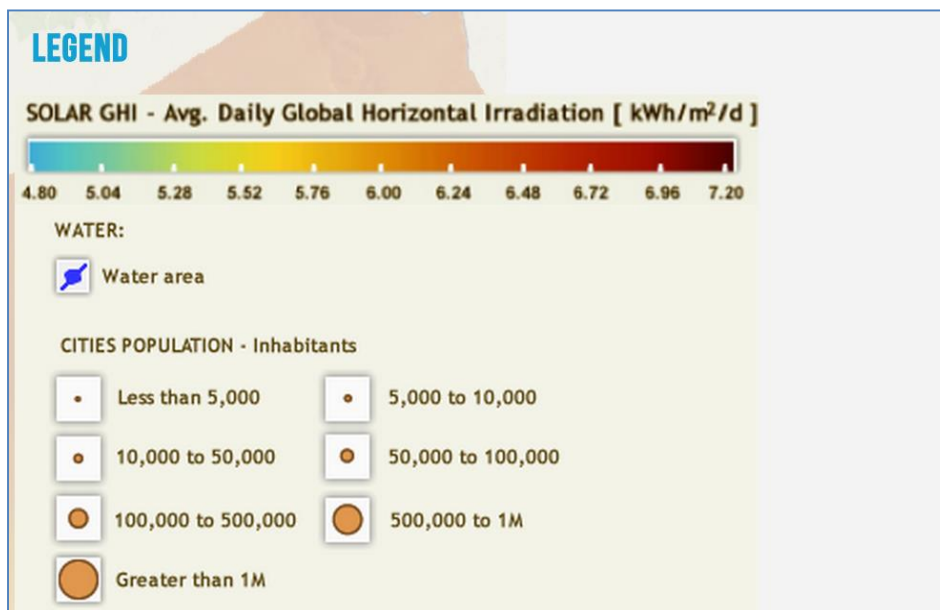 LEGEND
SOLAR GHI - Avg. Daily Global Horizontal Irradiation [ kWh/m²/d ]
4.80 5.04 5.28 5.52 5.76 6.00 6.24 6.48 6.72 6.96 7.20
WATER:
Water area
CITIES POPULATION - Inhabitants
Less than 5,000 5,000 to 10,000
10,000 to 50,000 50,000 to 100,000
100,000 to 500,000 500,000 to 1M
Greater than 1M